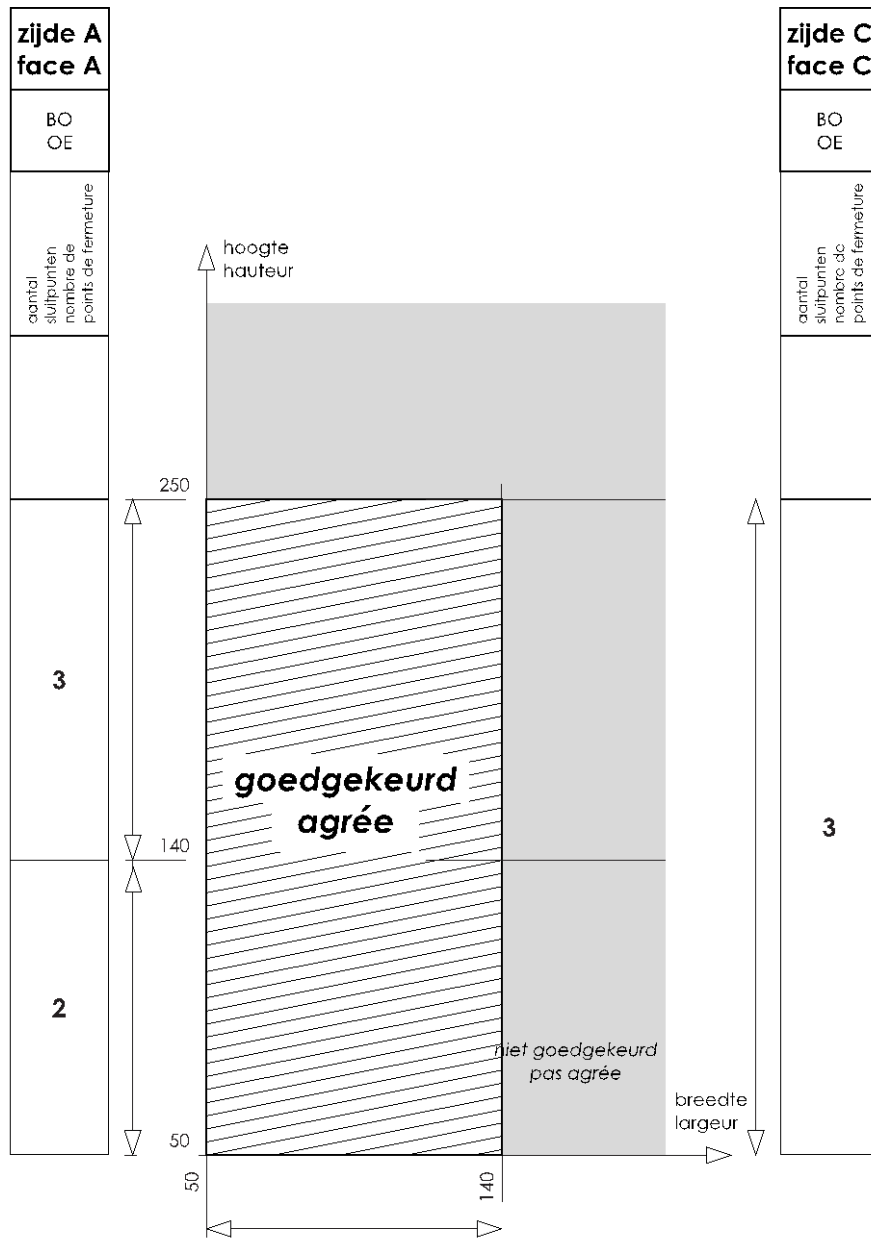 zijde A
face A
BO
OE
aantal
sluitpunten
nombre de
points de fermeture
3
2
hoogte
hauteur
250
140
50
goedgekeurd
agrée
niet goedgekeurd
pas agrée
breedte
largeur
50
140
zijde C
face C
BO
OE
aantal
sluitpunten
nombre de
points de fermeture
3